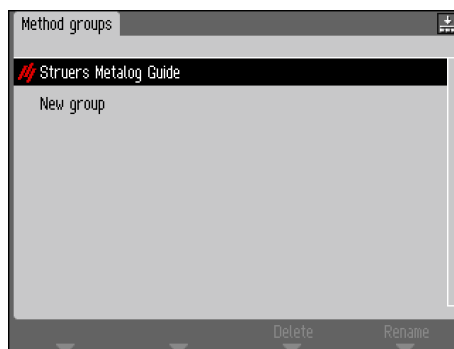 Method groups
Struers Metalog Guide
New group
Delete Rename